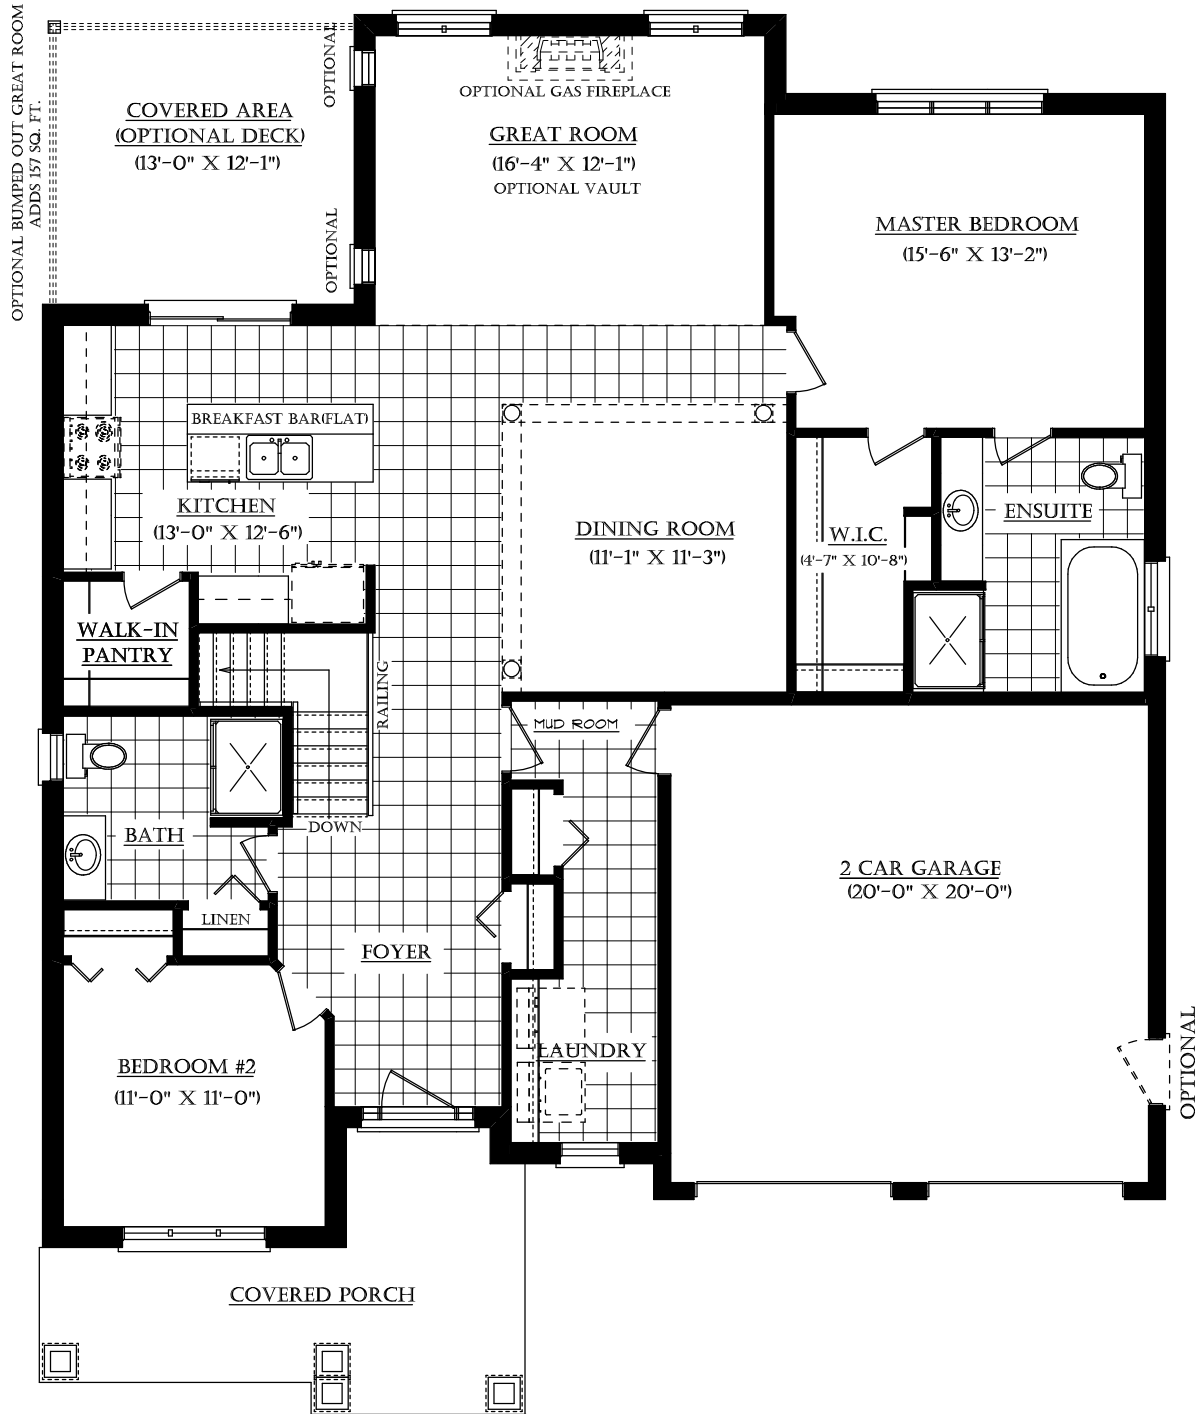 OPTIONAL BUMPED OUT GREAT ROOM
ADDS 157 SQ. FT.
COVERED AREA
(OPTIONAL DECK)
(13'-0" X 12'-1")
OPTIONAL
OPTIONAL
OPTIONAL GAS FIREPLACE
GREAT ROOM
(16'-4" X 12'-1")
OPTIONAL VAULT
MASTER BEDROOM
(15'-6" X 13'-2")
BREAKFAST BAR(FLAT)
KITCHEN
(13'-0" X 12'-6")
DINING ROOM
(11'-1" X 11'-3")
W.I.C.
(4'-7" X 10'-8")
ENSUITE
WALK-IN
PANTRY
RAILING
MUD ROOM
DOWN
BATH
LINEN
2 CAR GARAGE
(20'-0" X 20'-0")
FOYER
LAUNDRY
BEDROOM #2
(11'-0" X 11'-0")
OPTIONAL
COVERED PORCH